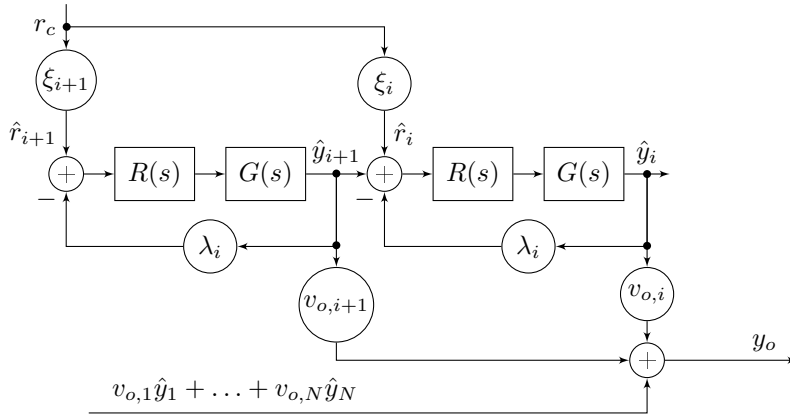 r_c
ξ_{i+1}
ξ_i
r̂_{i+1}
r̂_i
+
R(s)
G(s)
ŷ_{i+1}
+
R(s)
G(s)
ŷ_i
−
−
λ_i
λ_i
v_{o,i+1}
v_{o,i}
+
y_o
v_{o,1}ŷ_1 + … + v_{o,N}ŷ_N